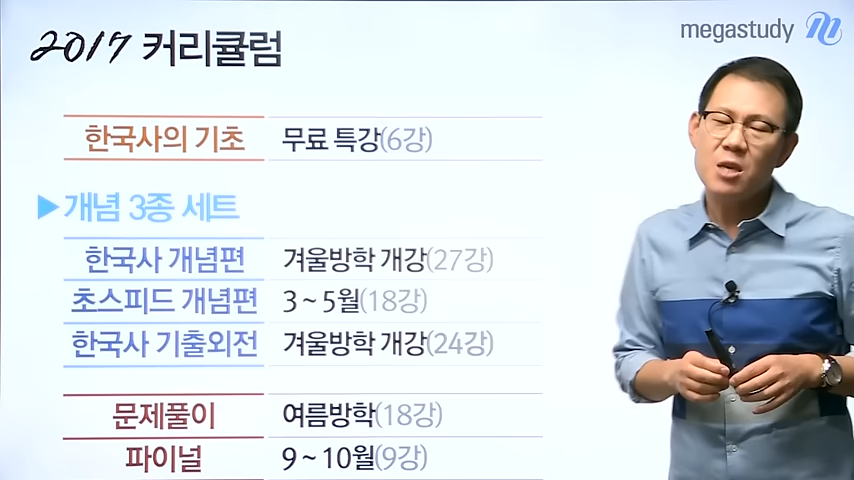 2017 커리큘럼
megastudy
한국사의 기초 무료 특강(6강)
▶개념 3종 세트
한국사 개념편 겨울방학 개강(27강)
초스피드 개념편 3~5월(18강)
한국사 기출외전 겨울방학 개강(24강)
문제풀이 여름방학(18강)
파이널 9~10월(9강)